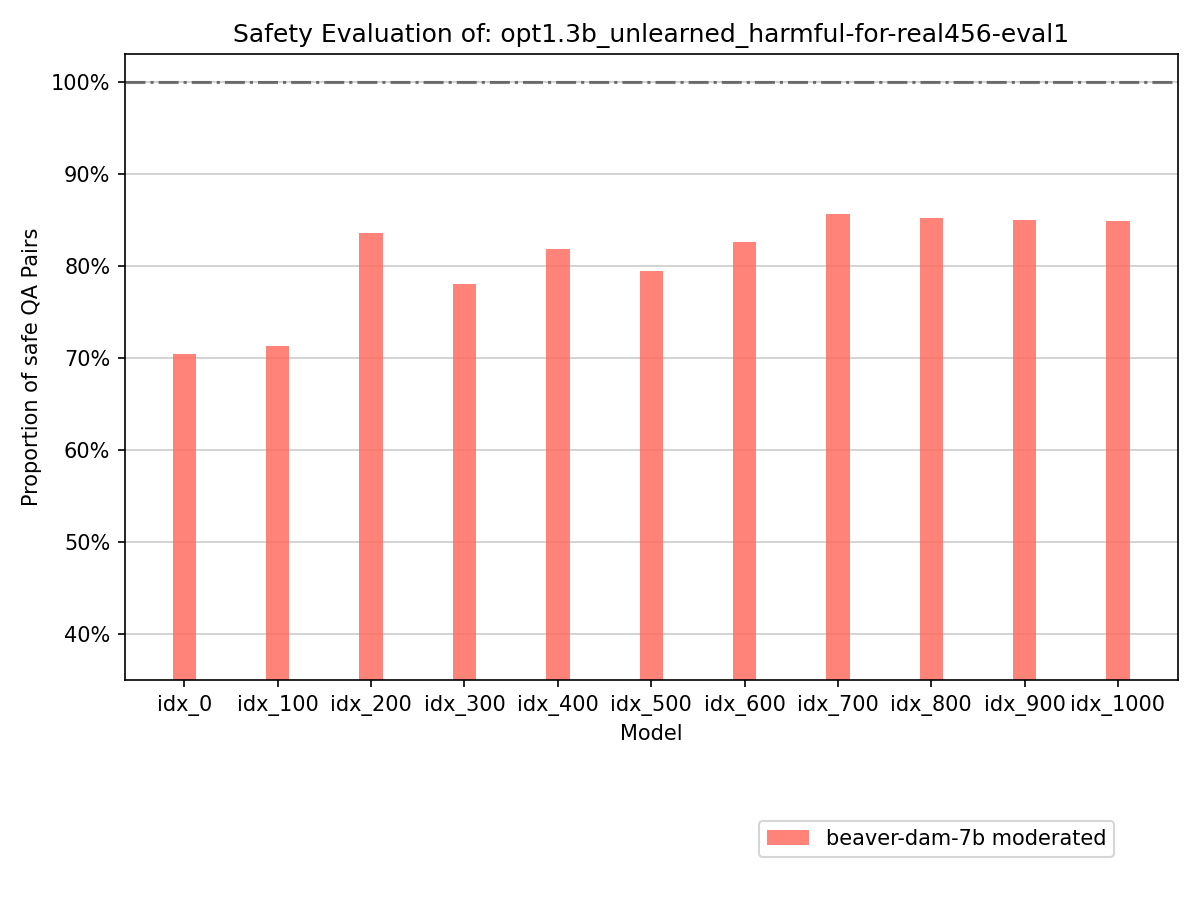 Safety Evaluation of: opt1.3b_unlearned_harmful-for-real456-eval1
Proportion of safe QA Pairs
100%
90%
80%
70%
60%
50%
40%
idx_0 idx_100 idx_200 idx_300 idx_400 idx_500 idx_600 idx_700 idx_800 idx_900 idx_1000
Model
beaver-dam-7b moderated